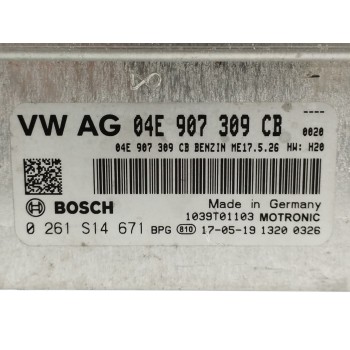 VW AG 04E 907 309 CB 0020
04E 907 309 CB BENZIN ME17.5.26 HW: H20
BOSCH
Made in Germany
1039T01103 MOTRONIC
0 261 S14 671 BPG 810 17-05-19 1320 0326